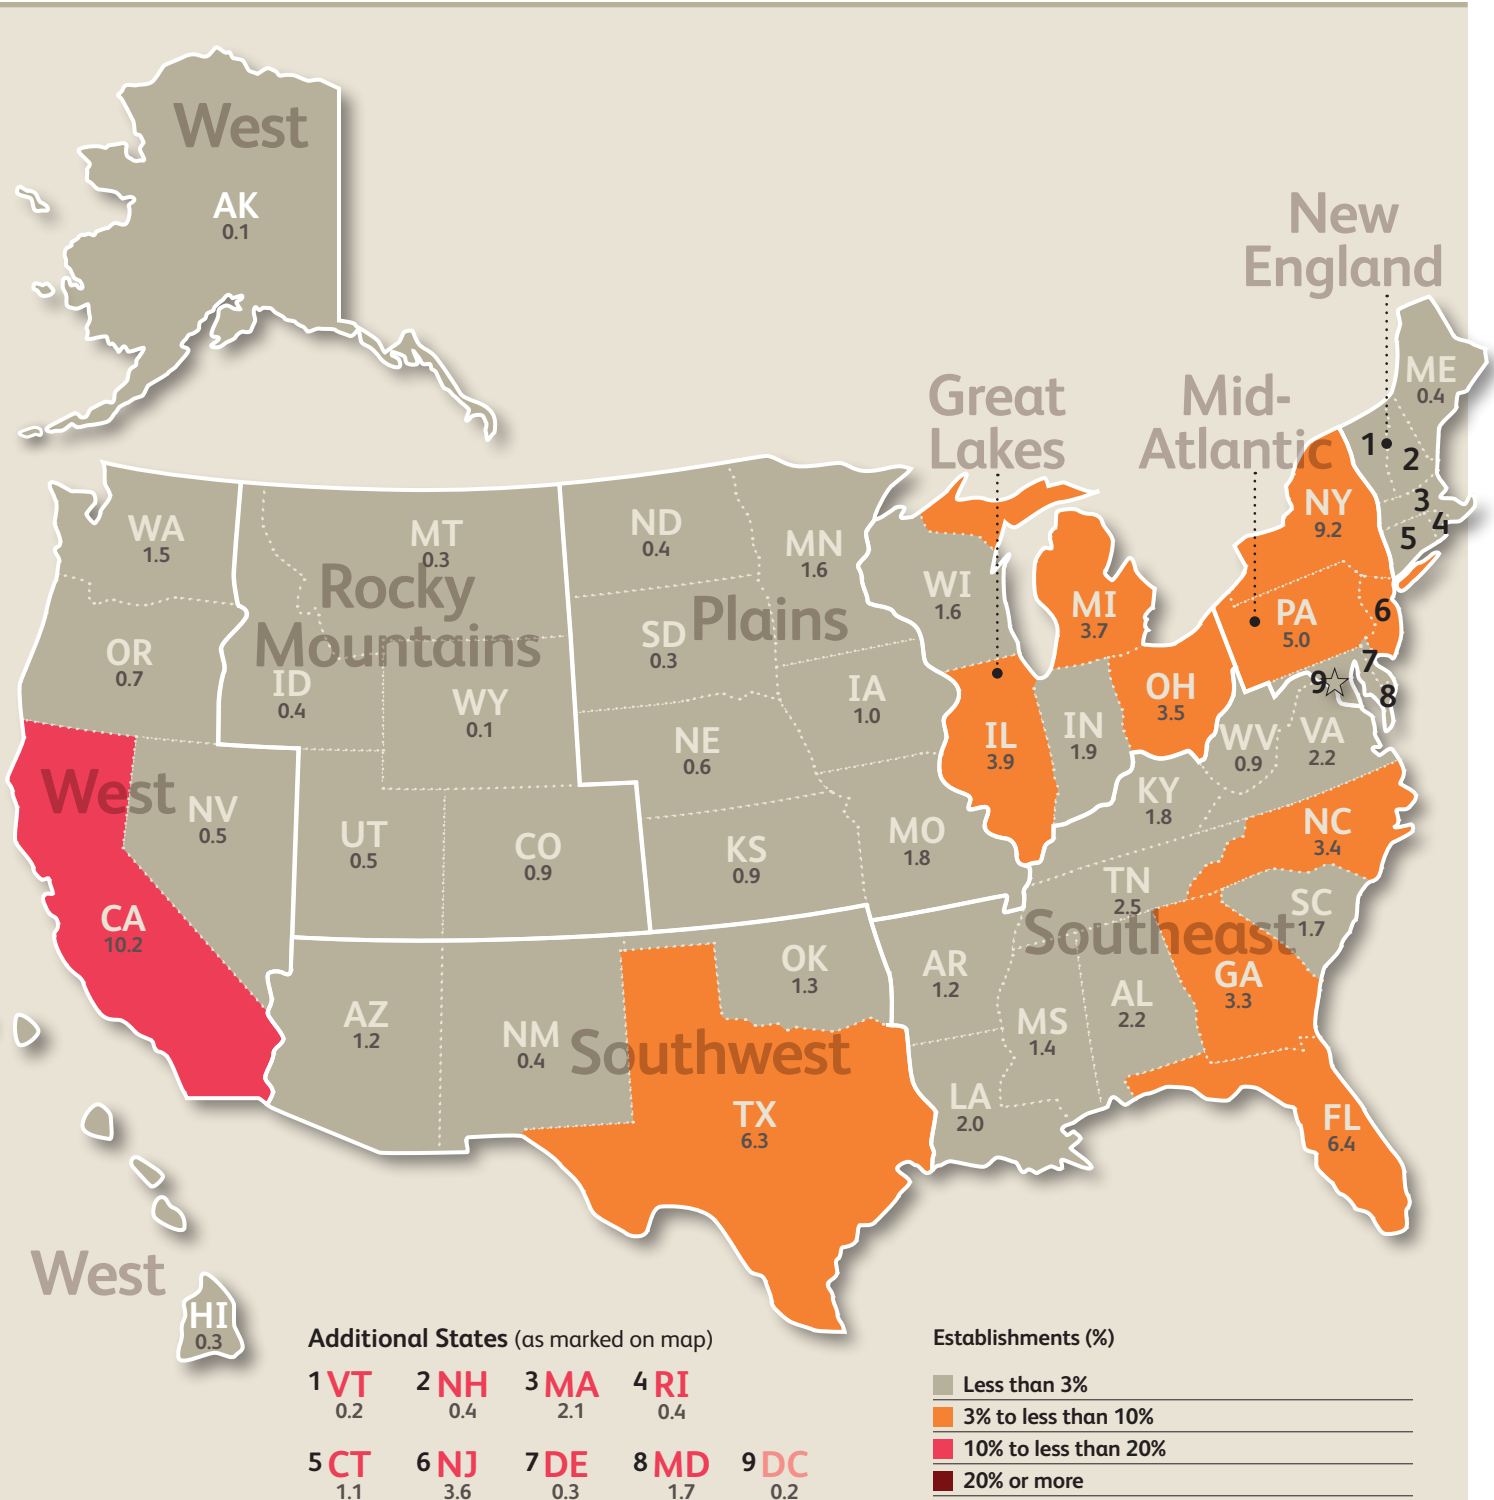 West
AK
0.1
New
England
ME
0.4
Great
Lakes
Mid-
Atlantic
1
2
3
4
5
NY
9.2
WA
1.5
MT
0.3
ND
0.4
MN
1.6
WI
1.6
MI
3.7
PA
5.0
6
7
8
9
Rocky
Mountains
Plains
OR
0.7
ID
0.4
WY
0.1
SD
0.3
IA
1.0
NE
0.6
IL
3.9
IN
1.9
OH
3.5
WV
0.9
VA
2.2
West
NV
0.5
UT
0.5
CO
0.9
KS
0.9
MO
1.8
KY
1.8
NC
3.4
TN
2.5
SC
1.7
CA
10.2
Southeast
OK
1.3
AR
1.2
GA
3.3
AL
2.2
MS
1.4
AZ
1.2
NM
0.4
Southwest
TX
6.3
LA
2.0
FL
6.4
West
HI
0.3
Additional States (as marked on map)
1 VT 2 NH 3 MA 4 RI
0.2 0.4 2.1 0.4
5 CT 6 NJ 7 DE 8 MD 9 DC
1.1 3.6 0.3 1.7 0.2
Establishments (%)
Less than 3%
3% to less than 10%
10% to less than 20%
20% or more